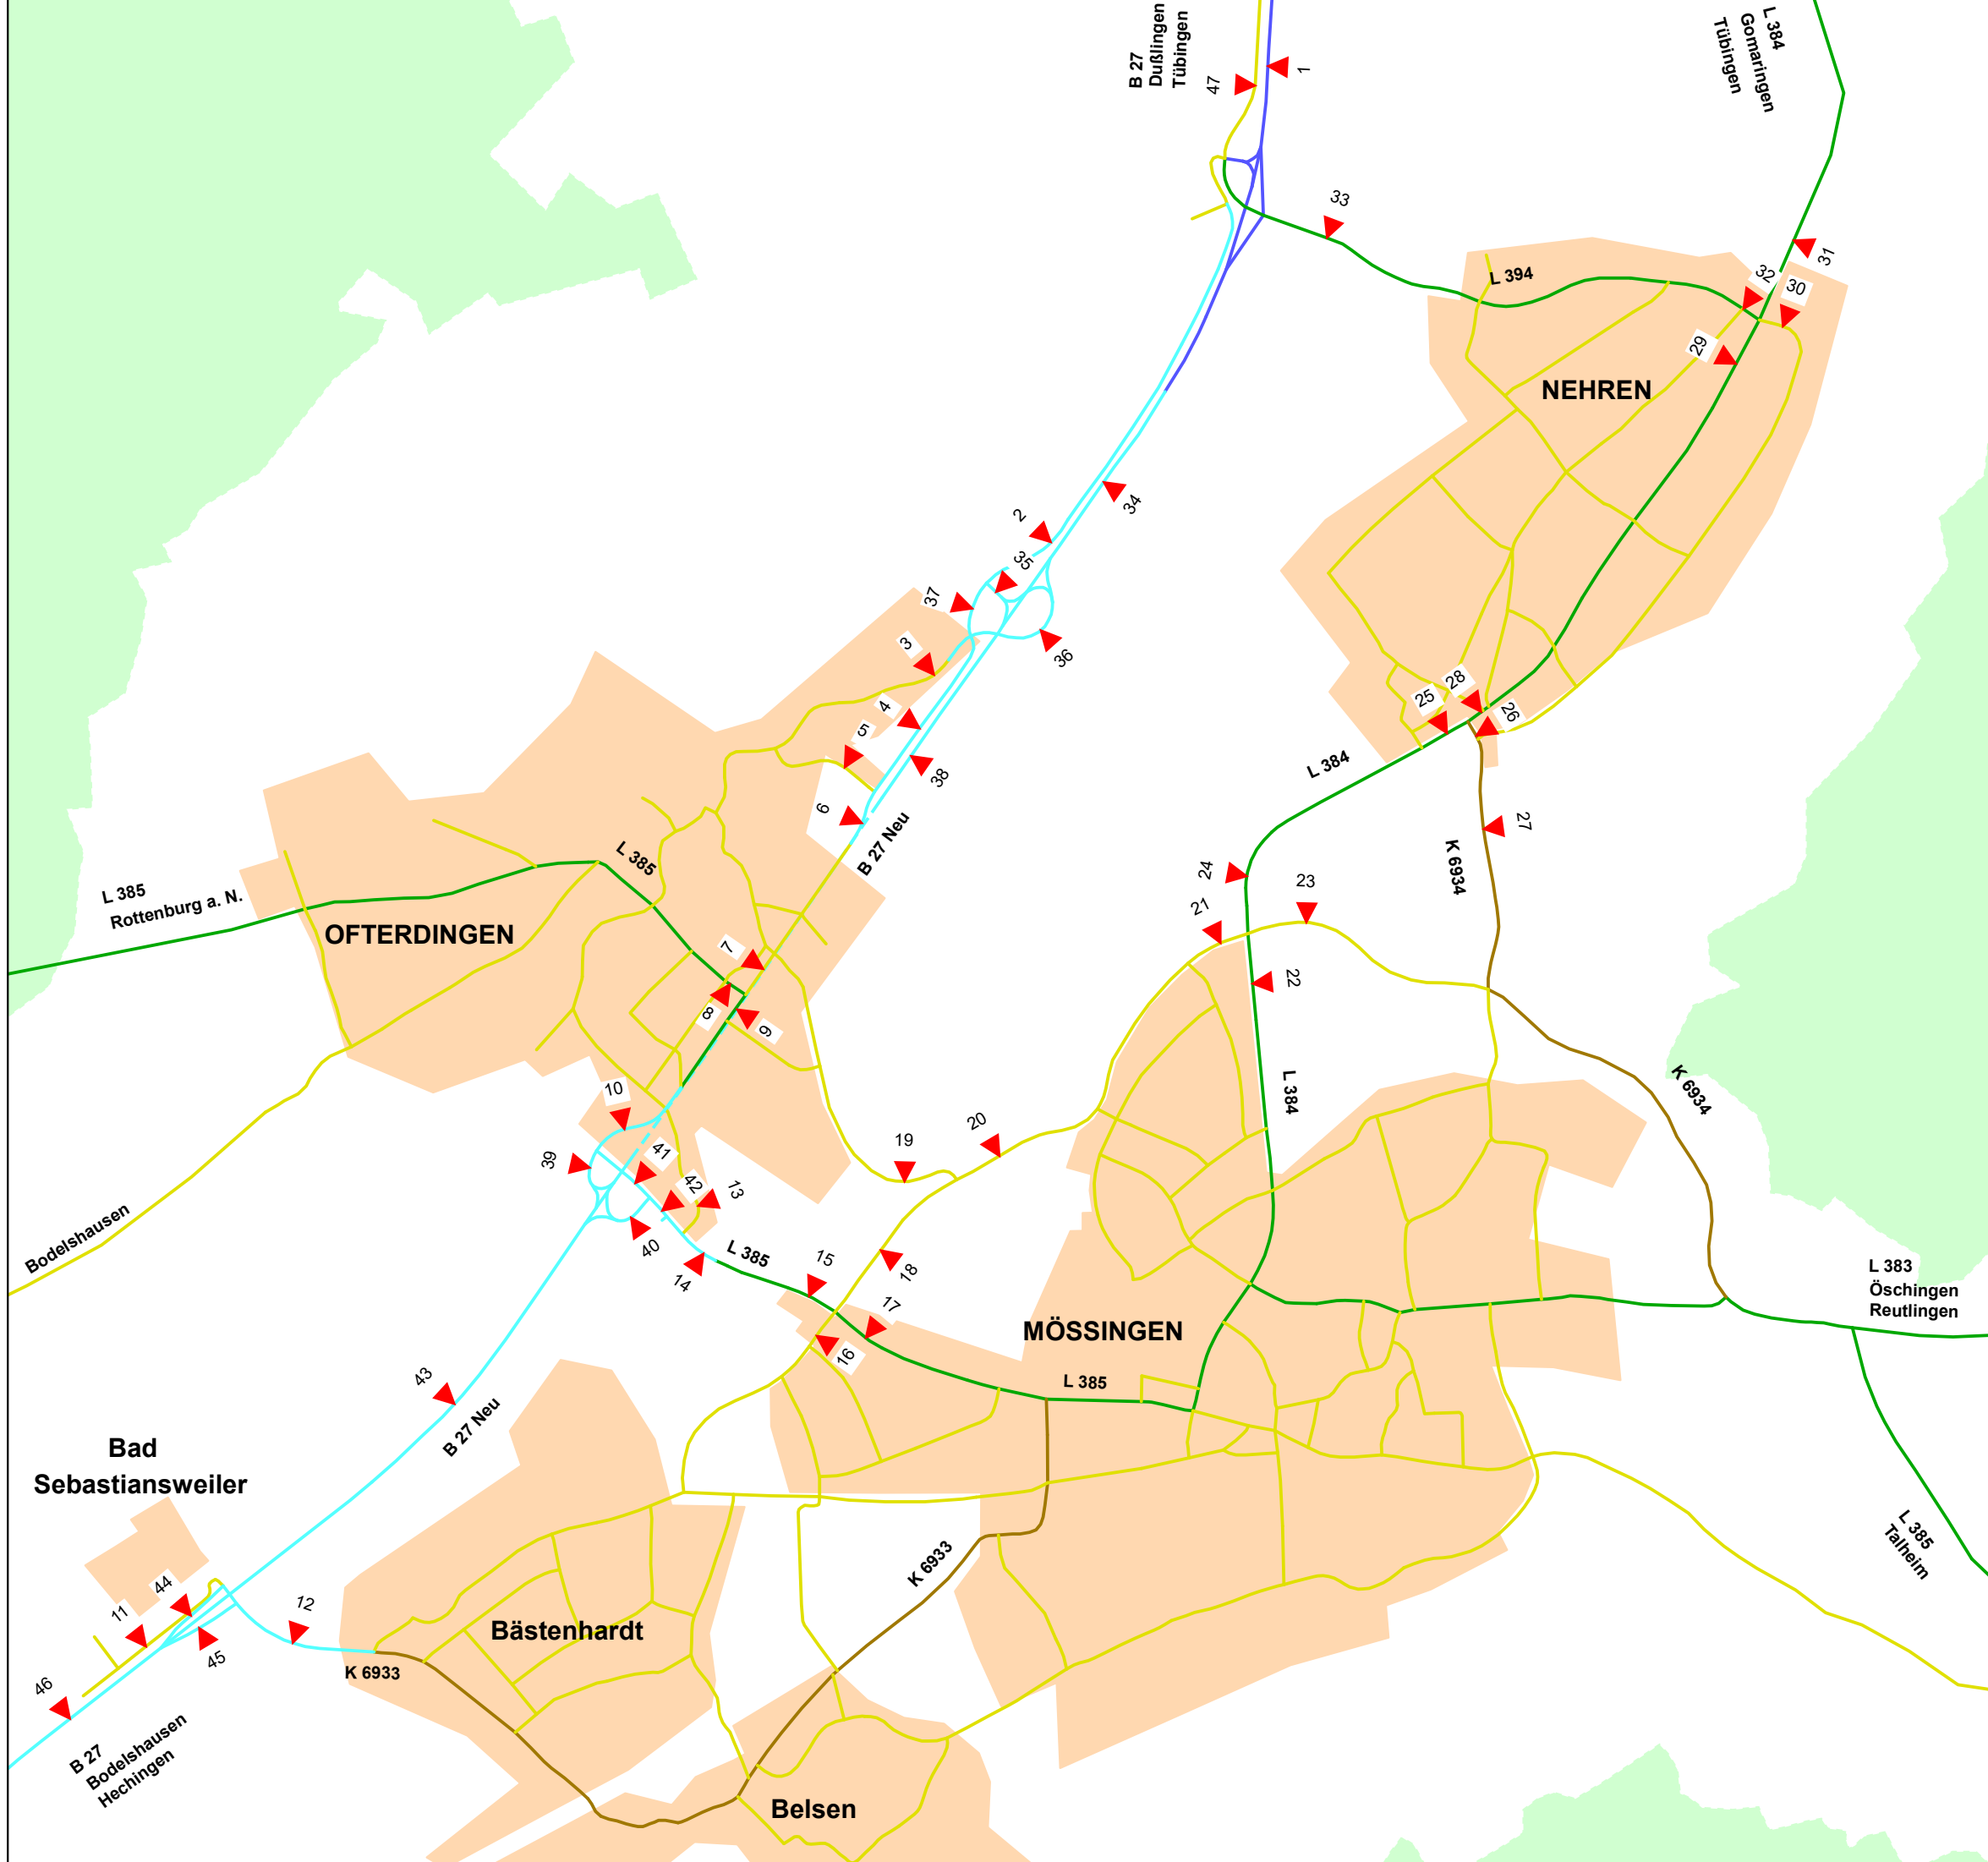 B 27
Dußlingen
Tübingen
47
1
L 384
Gomaringen
Tübingen
33
31
L 394
32
30
29
NEHREN
34
2
35
37
36
3
4
5
38
6
B 27 Neu
28
25
26
L 384
27
K 6934
24
23
21
22
L 385
L 385
Rottenburg a. N.
OFTERDINGEN
7
8
9
10
41
39
42
13
40
14
L 385
15
17
16
18
19
20
L 384
K 6934
Bodelshausen
L 383
Öschingen
Reutlingen
MÖSSINGEN
L 385
43
B 27 Neu
Bad
Sebastiansweiler
44
11
12
45
46
K 6933
Bästenhardt
K 6933
L 385
Talheim
B 27
Bodelshausen
Hechingen
Belsen